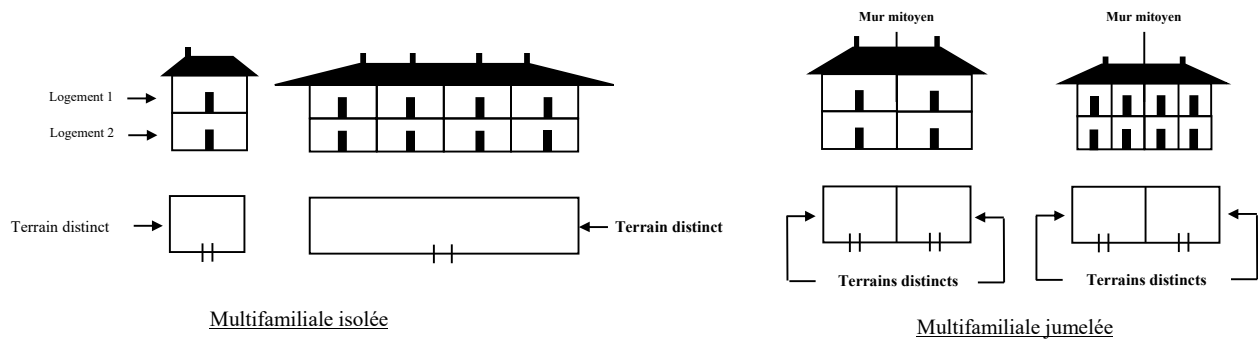 Mur mitoyen
Mur mitoyen
Logement 1
Logement 2
Terrain distinct
Terrain distinct
Terrains distincts
Terrains distincts
Multifamiliale isolée
Multifamiliale jumelée